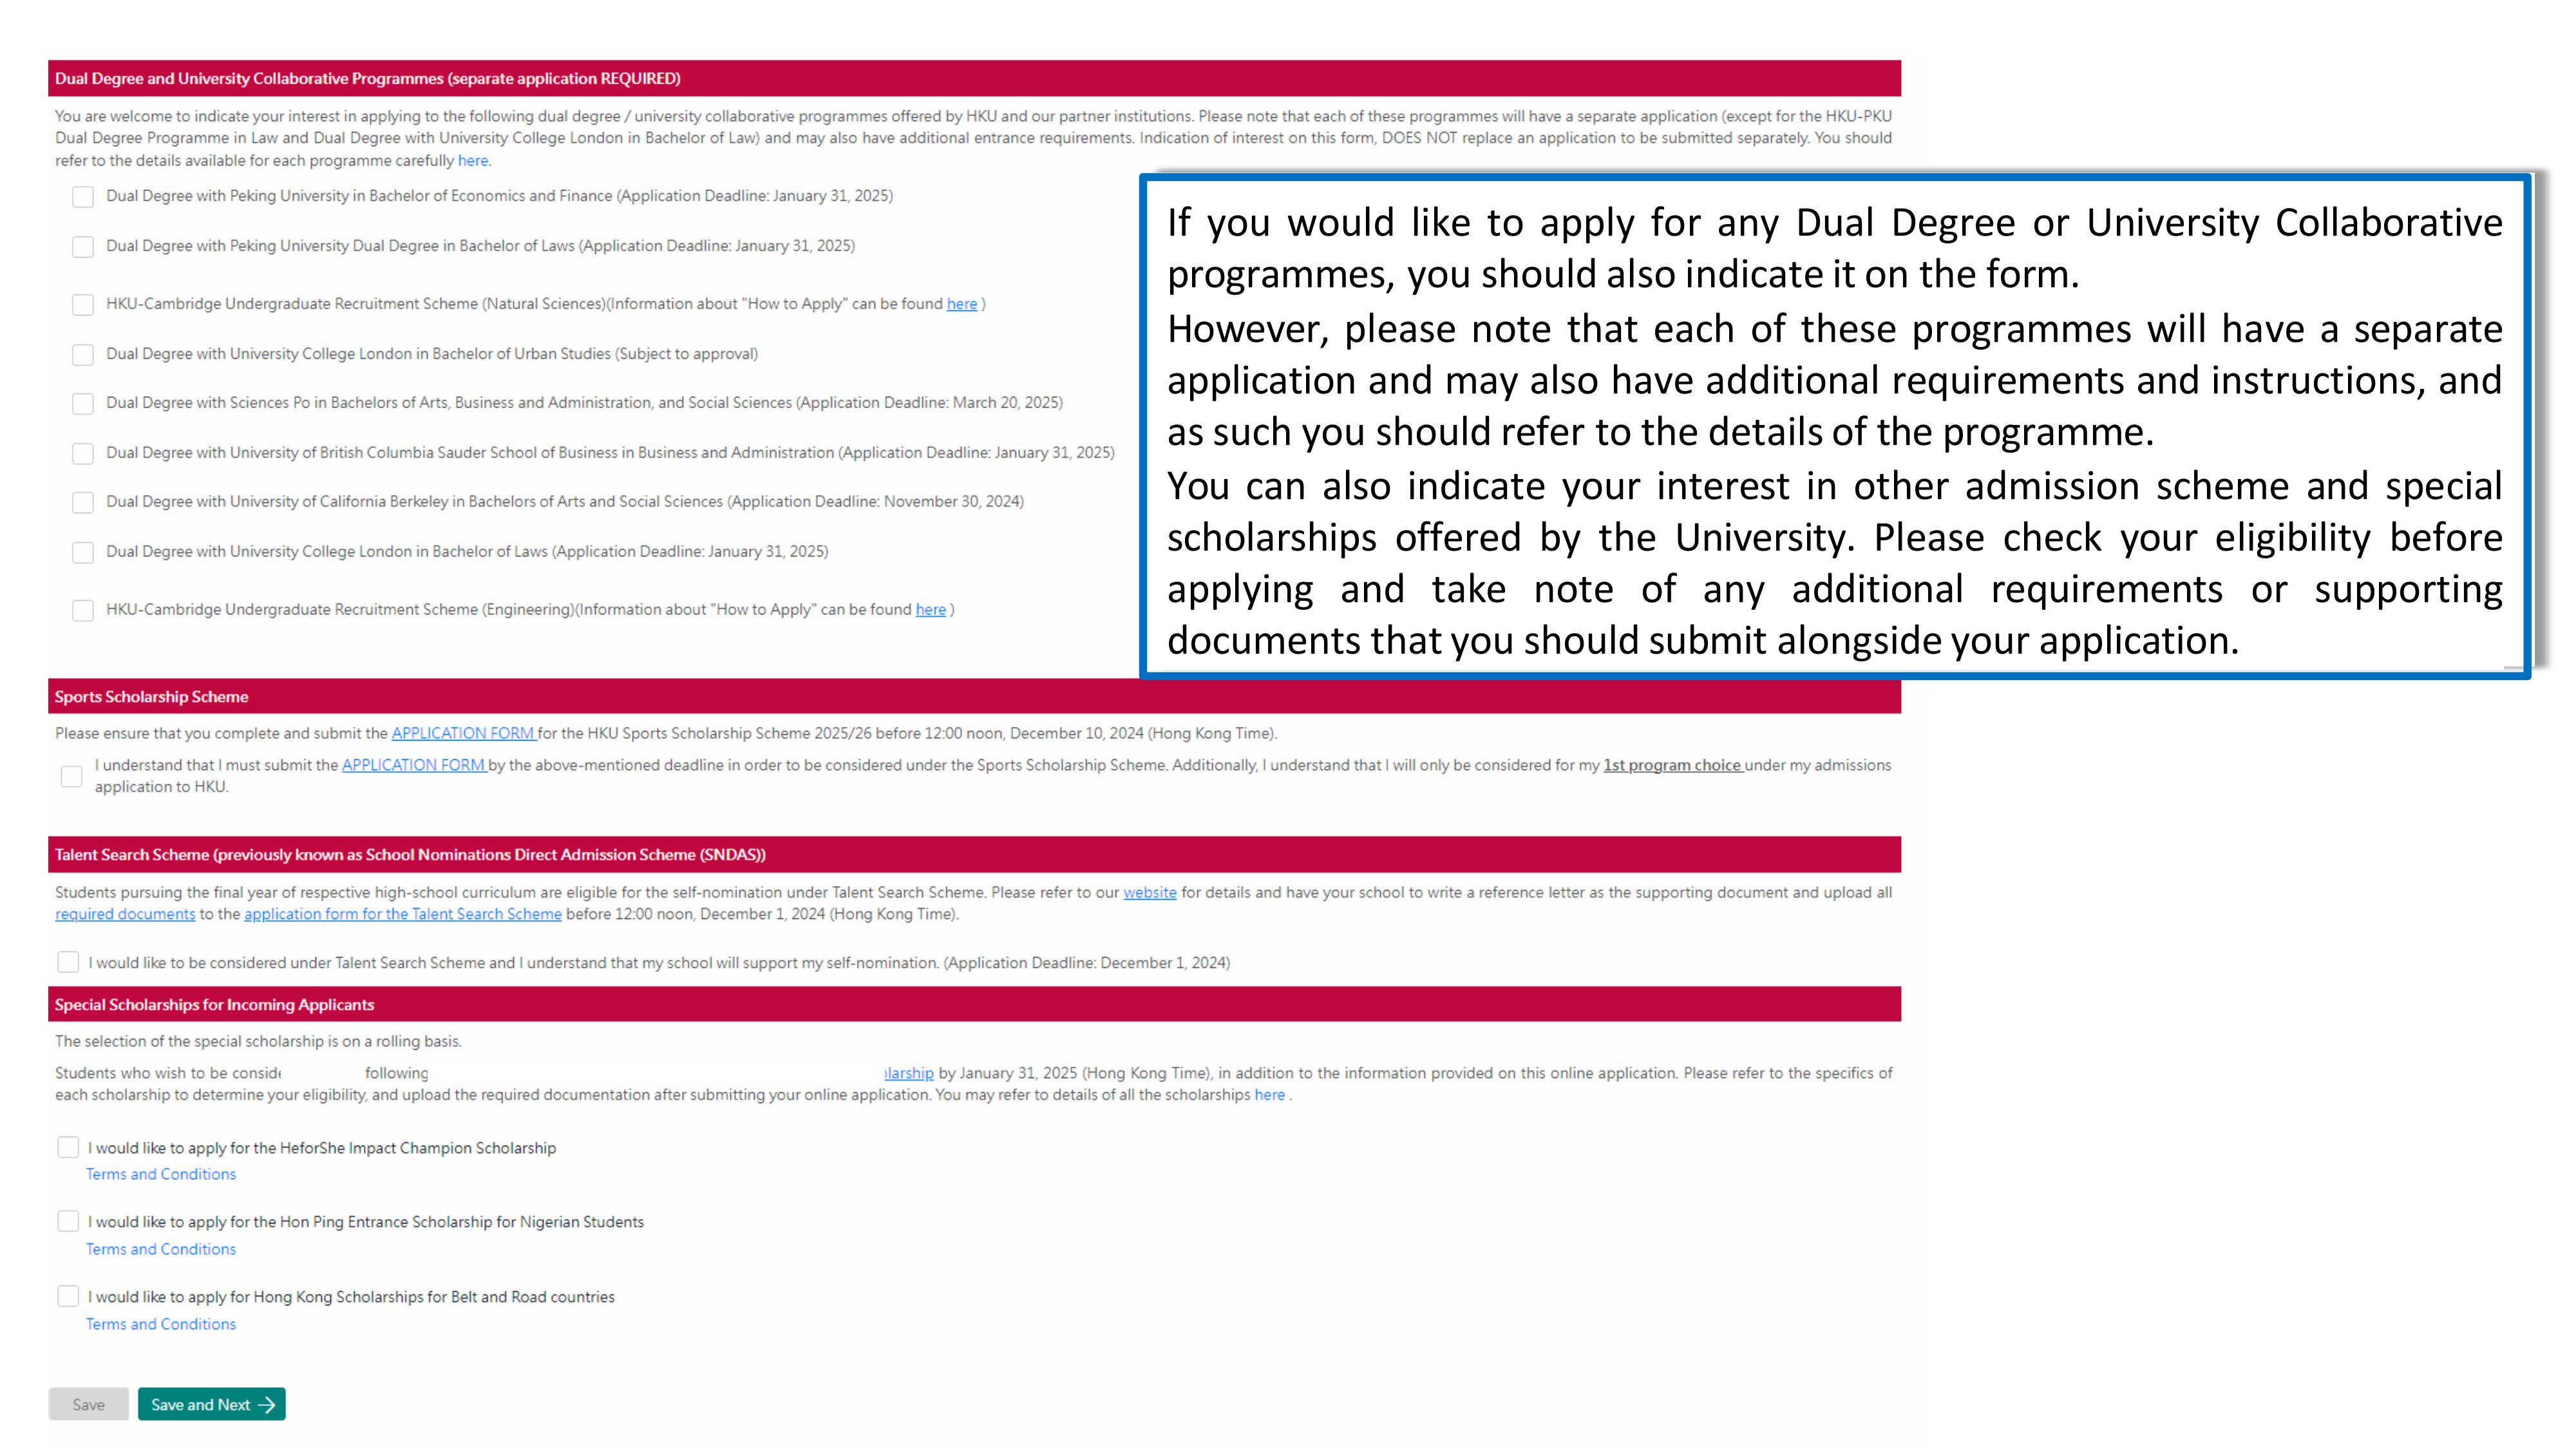 Dual Degree and University Collaborative Programmes (separate application REQUIRED)
You are welcome to indicate your interest in applying to the following dual degree / university collaborative programmes offered by HKU and our partner institutions. Please note that each of these programmes will have a separate application (except for the HKU-PKU
Dual Degree Programme in Law and Dual Degree with University College London in Bachelor of Law) and may also have additional entrance requirements. Indication of interest on this form, DOES NOT replace an application to be submitted separately. You should
refer to the details available for each programme carefully here.
Dual Degree with Peking University in Bachelor of Economics and Finance (Application Deadline: January 31, 2025)
Dual Degree with Peking University Dual Degree in Bachelor of Laws (Application Deadline: January 31, 2025)
HKU-Cambridge Undergraduate Recruitment Scheme (Natural Sciences)(Information about "How to Apply" can be found here )
Dual Degree with University College London in Bachelor of Urban Studies (Subject to approval)
Dual Degree with Sciences Po in Bachelors of Arts, Business and Administration, and Social Sciences (Application Deadline: March 20, 2025)
Dual Degree with University of British Columbia Sauder School of Business in Business and Administration (Application Deadline: January 31, 2025)
Dual Degree with University of California Berkeley in Bachelors of Arts and Social Sciences (Application Deadline: November 30, 2024)
Dual Degree with University College London in Bachelor of Laws (Application Deadline: January 31, 2025)
HKU-Cambridge Undergraduate Recruitment Scheme (Engineering)(Information about "How to Apply" can be found here )
If you would like to apply for any Dual Degree or University Collaborative
programmes, you should also indicate it on the form.
However, please note that each of these programmes will have a separate
application and may also have additional requirements and instructions, and
as such you should refer to the details of the programme.
You can also indicate your interest in other admission scheme and special
scholarships offered by the University. Please check your eligibility before
applying and take note of any additional requirements or supporting
documents that you should submit alongside your application.
Sports Scholarship Scheme
Please ensure that you complete and submit the APPLICATION FORM for the HKU Sports Scholarship Scheme 2025/26 before 12:00 noon, December 10, 2024 (Hong Kong Time).
I understand that I must submit the APPLICATION FORM by the above-mentioned deadline in order to be considered under the Sports Scholarship Scheme. Additionally, I understand that I will only be considered for my 1st program choice under my admissions
application to HKU.
Talent Search Scheme (previously known as School Nominations Direct Admission Scheme (SNDAS))
Students pursuing the final year of respective high-school curriculum are eligible for the self-nomination under Talent Search Scheme. Please refer to our website for details and have your school to write a reference letter as the supporting document and upload all
required documents to the application form for the Talent Search Scheme before 12:00 noon, December 1, 2024 (Hong Kong Time).
I would like to be considered under Talent Search Scheme and I understand that my school will support my self-nomination. (Application Deadline: December 1, 2024)
Special Scholarships for Incoming Applicants
The selection of the special scholarship is on a rolling basis.
Students who wish to be following by January 31, 2025 (Hong Kong Time), in addition to the information provided on this online application. Please refer to the specifics of
each scholarship to determine your eligibility, and upload the required documentation after submitting your online application. You may refer to details of all the scholarships here .
I would like to apply for the HeforShe Impact Champion Scholarship
Terms and Conditions
I would like to apply for the Hon Ping Entrance Scholarship for Nigerian Students
Terms and Conditions
I would like to apply for Hong Kong Scholarships for Belt and Road countries
Terms and Conditions
Save
Save and Next →